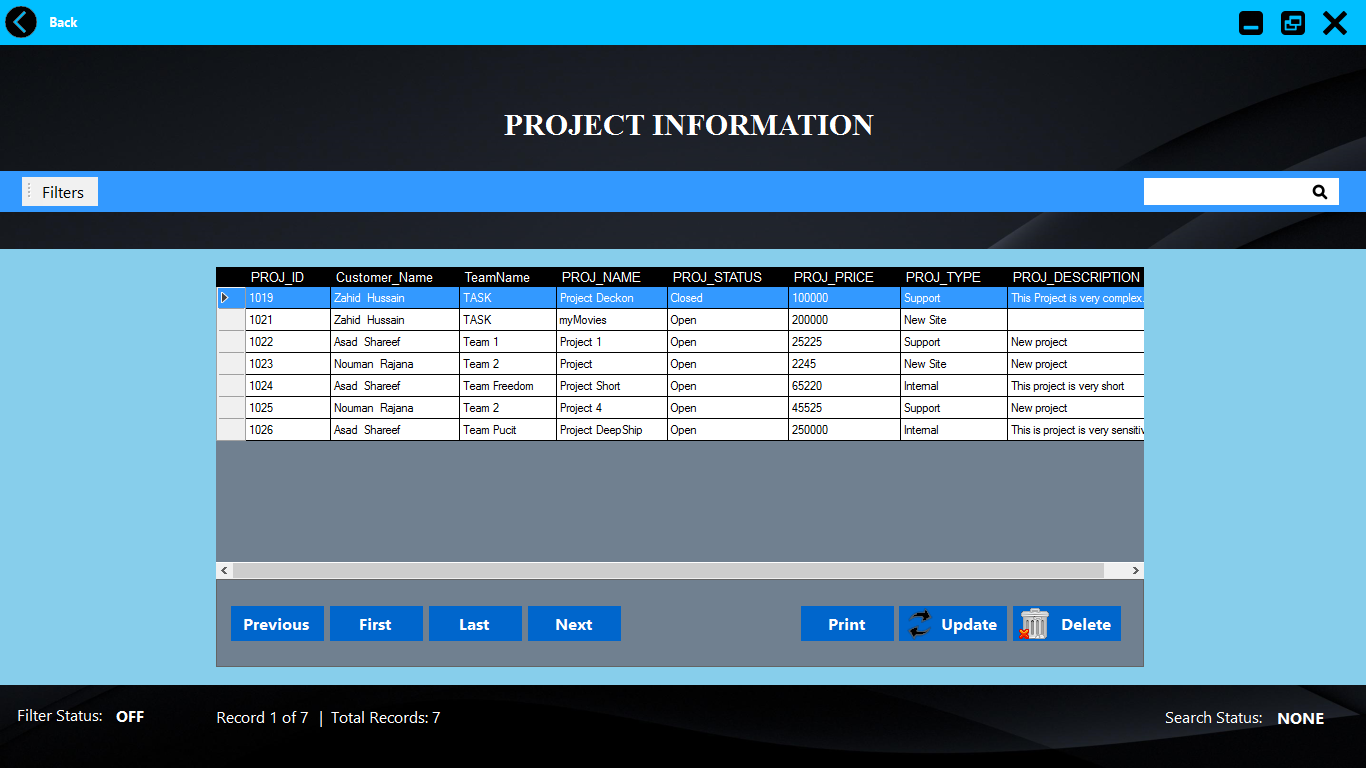 Back
PROJECT INFORMATION
Filters
PROJ_ID Customer_Name TeamName PROJ_NAME PROJ_STATUS PROJ_PRICE PROJ_TYPE PROJ_DESCRIPTION
1019 Zahid Hussain TASK Project Deckon Closed 100000 Support This Project is very complex.
1021 Zahid Hussain TASK myMovies Open 200000 New Site
1022 Asad Shareef Team 1 Project 1 Open 25225 Support New project
1023 Nouman Rajana Team 2 Project Open 2245 New Site New project
1024 Asad Shareef Team Freedom Project Short Open 65220 Internal This project is very short
1025 Nouman Rajana Team 2 Project 4 Open 45525 Support New project
1026 Asad Shareef Team Pucit Project DeepShip Open 250000 Internal This is project is very sensitiv
Previous First Last Next Print Update Delete
Filter Status: OFF Record 1 of 7 | Total Records: 7 Search Status: NONE